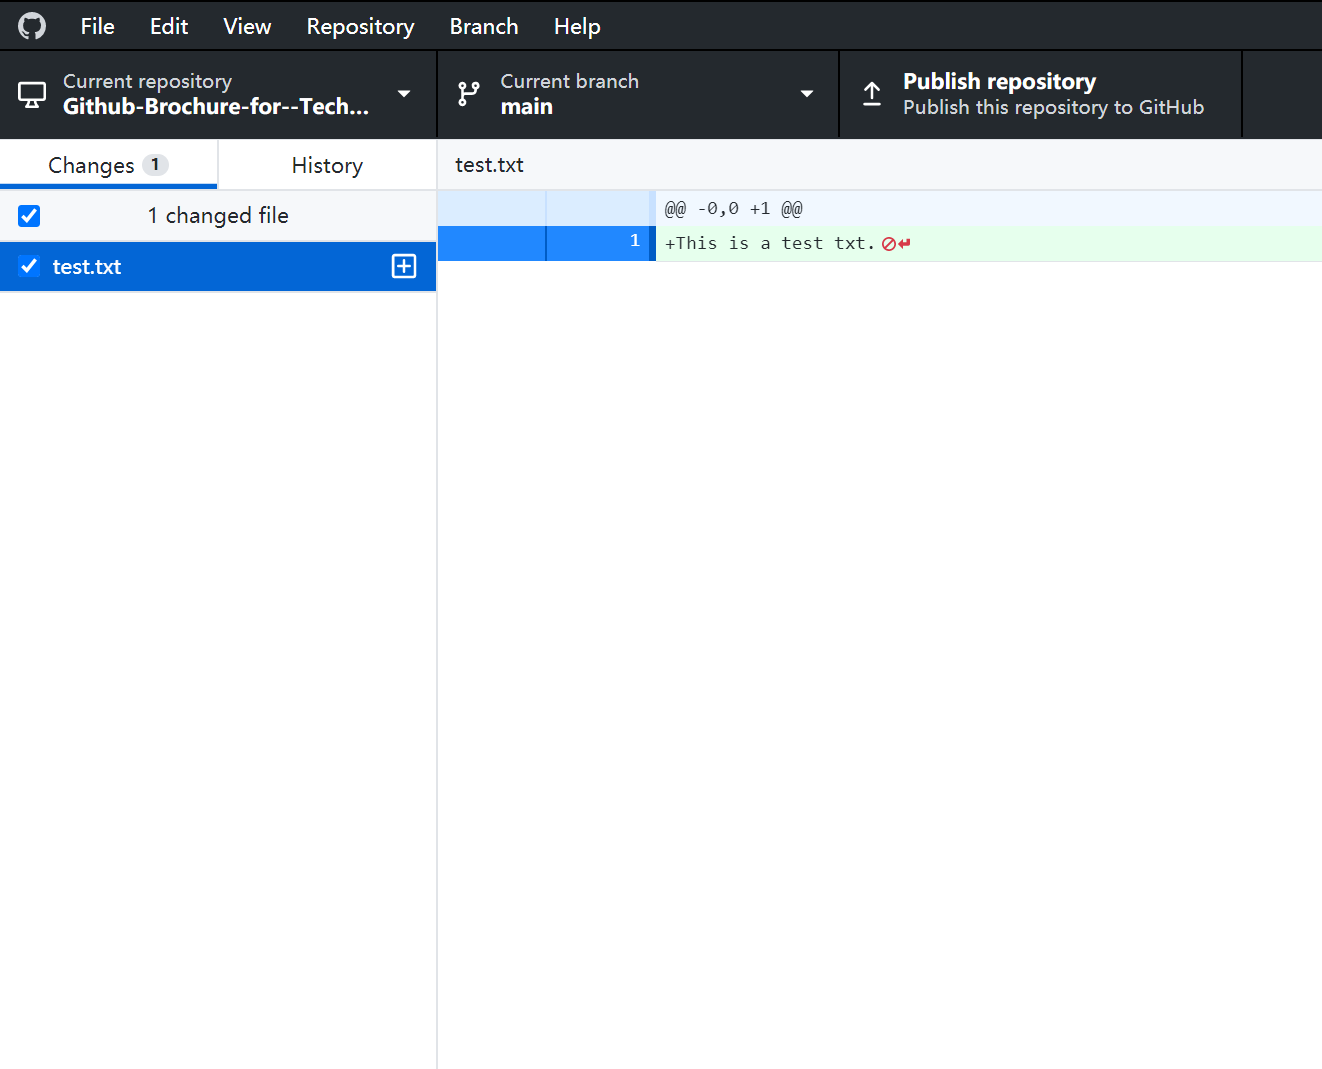 File Edit View Repository Branch Help
Current repository
Github-Brochure-for--Tech...
Current branch
main
Publish repository
Publish this repository to GitHub
Changes 1
History
test.txt
1 changed file
@@ -0,0 +1 @@
test.txt
1 +This is a test txt.